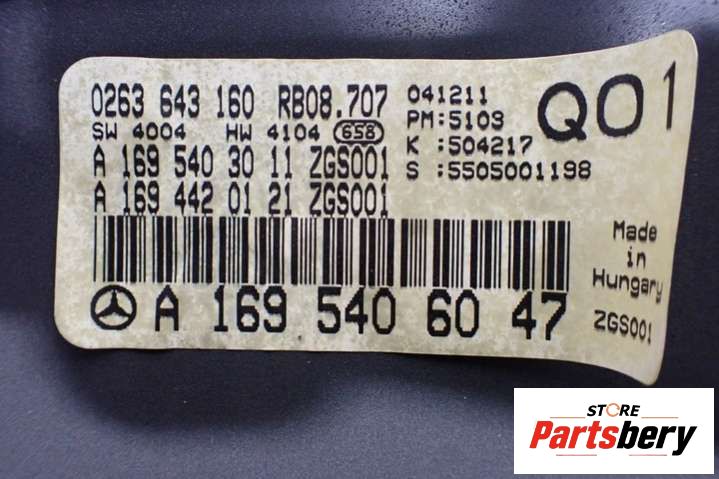 0263 643 160 RB08.707
SW 4004 HW 4104 658
A 169 540 30 11 ZGS001
A 169 442 01 21 ZGS001
041211
PM:5103
K :504217
S :5505001198
Q01
A 169 540 60 47
Made
in
Hungary
ZGS001
STORE
Partsbery